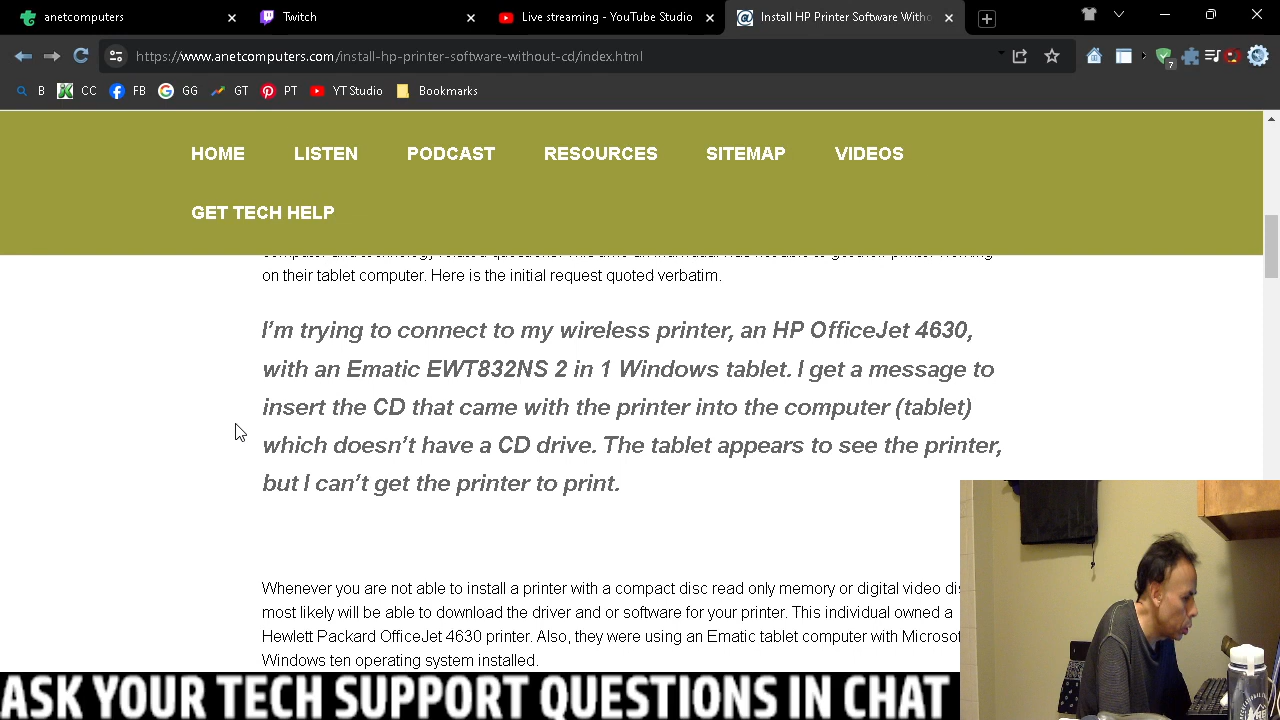 anetcomputers
Twitch
Live streaming - YouTube Studio
Install HP Printer Software Witho
https://www.anetcomputers.com/install-hp-printer-software-without-cd/index.html
7
B CC FB GG GT PT YT Studio Bookmarks
HOME LISTEN PODCAST RESOURCES SITEMAP VIDEOS
GET TECH HELP
on their tablet computer. Here is the initial request quoted verbatim.
I'm trying to connect to my wireless printer, an HP OfficeJet 4630,
with an Ematic EWT832NS 2 in 1 Windows tablet. I get a message to
insert the CD that came with the printer into the computer (tablet)
which doesn't have a CD drive. The tablet appears to see the printer,
but I can't get the printer to print.
Whenever you are not able to install a printer with a compact disc read only memory or digital video di
most likely will be able to download the driver and or software for your printer. This individual owned a
Hewlett Packard OfficeJet 4630 printer. Also, they were using an Ematic tablet computer with Microsof
Windows ten operating system installed.
ASK YOUR TECH SUPPORT QUESTIONS IN CHAT